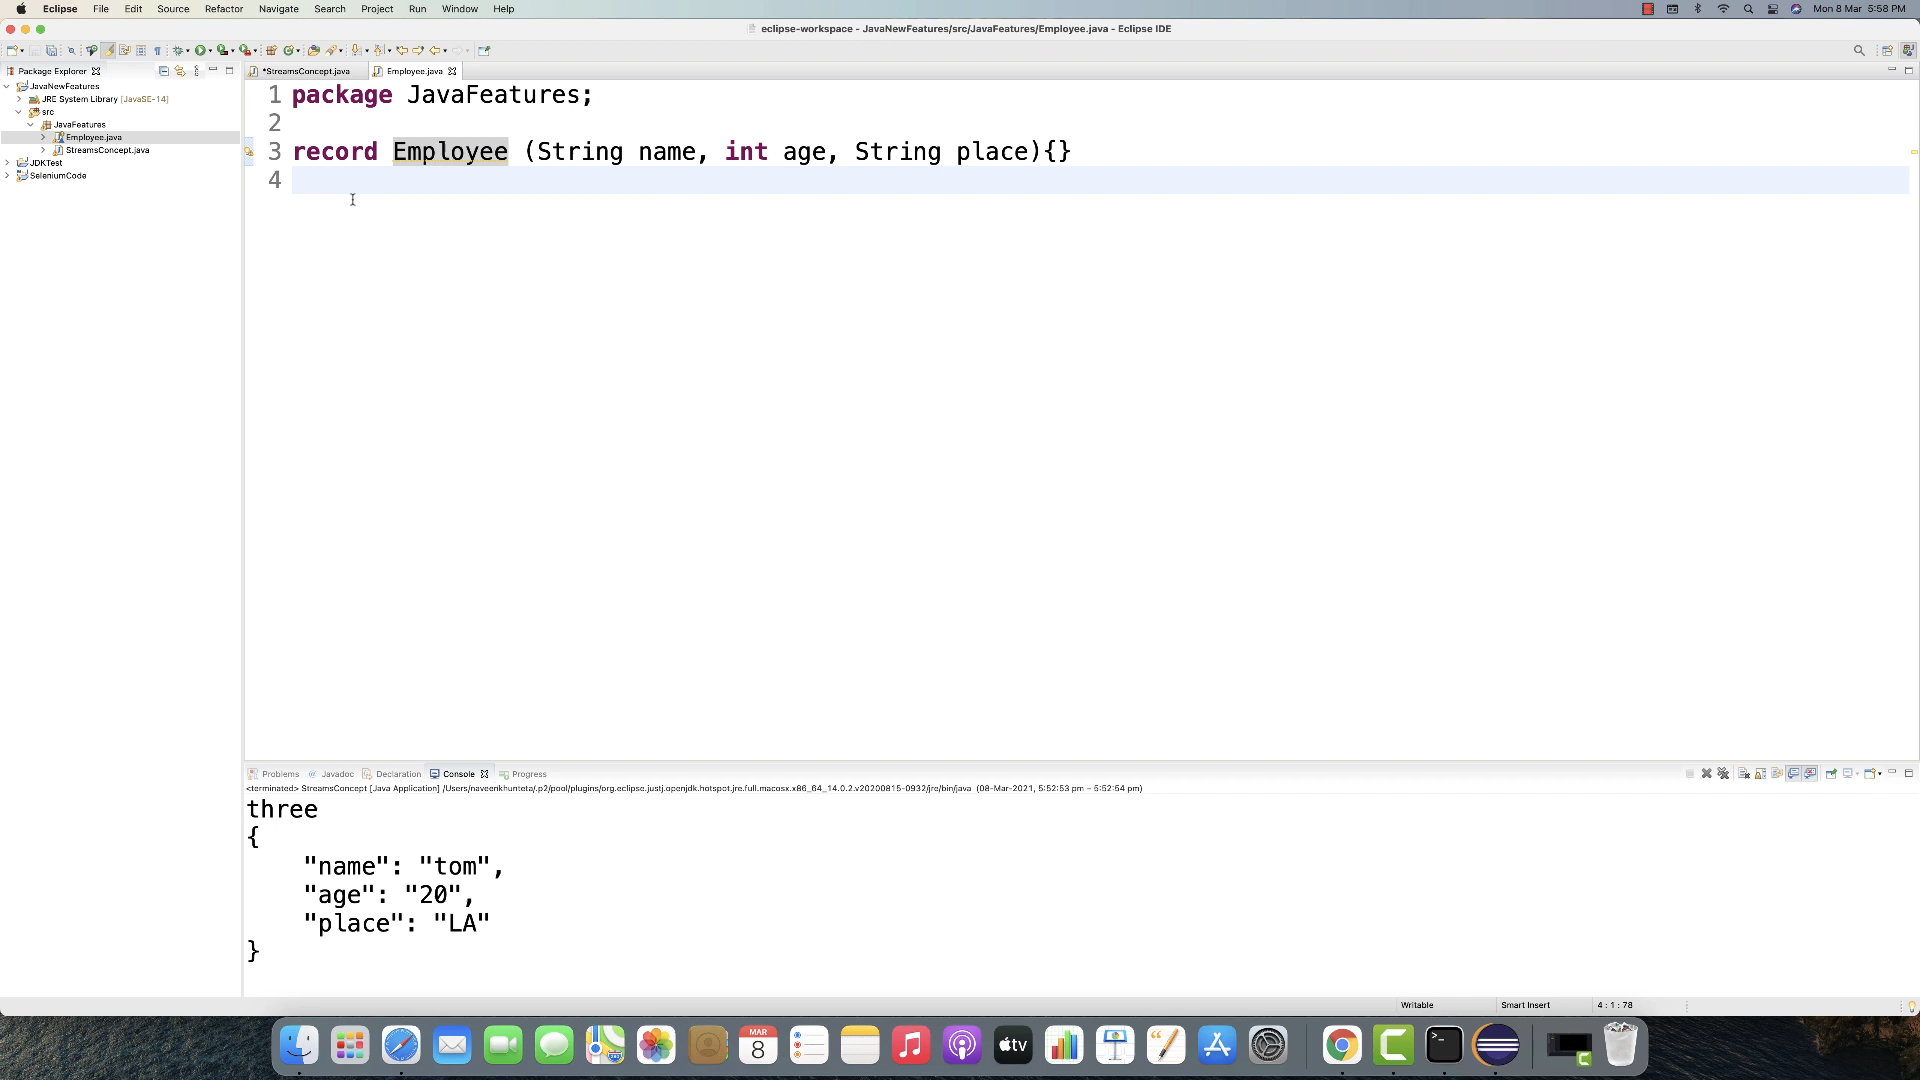 Eclipse File Edit Source Refactor Navigate Search Project Run Window Help Mon 8 Mar 5:58 PM
eclipse-workspace - JavaNewFeatures/src/JavaFeatures/Employee.java - Eclipse IDE
Package Explorer
JavaNewFeatures
JRE System Library [JavaSE-14]
src
JavaFeatures
Employee.java
StreamsConcept.java
JDKTest
SeleniumCode
*StreamsConcept.java Employee.java
1 package JavaFeatures;
2
3 record Employee (String name, int age, String place){}
4
Problems Javadoc Declaration Console Progress
<terminated> StreamsConcept [Java Application] /Users/naveenkhunteta/.p2/pool/plugins/org.eclipse.justj.openjdk.hotspot.jre.full.macosx.x86_64_14.0.2.v20200815-0932/jre/bin/java (08-Mar-2021, 5:52:53 pm – 5:52:54 pm)
three
{
"name": "tom",
"age": "20",
"place": "LA"
}
Writable Smart Insert 4 : 1 : 78
MAR
8
tv